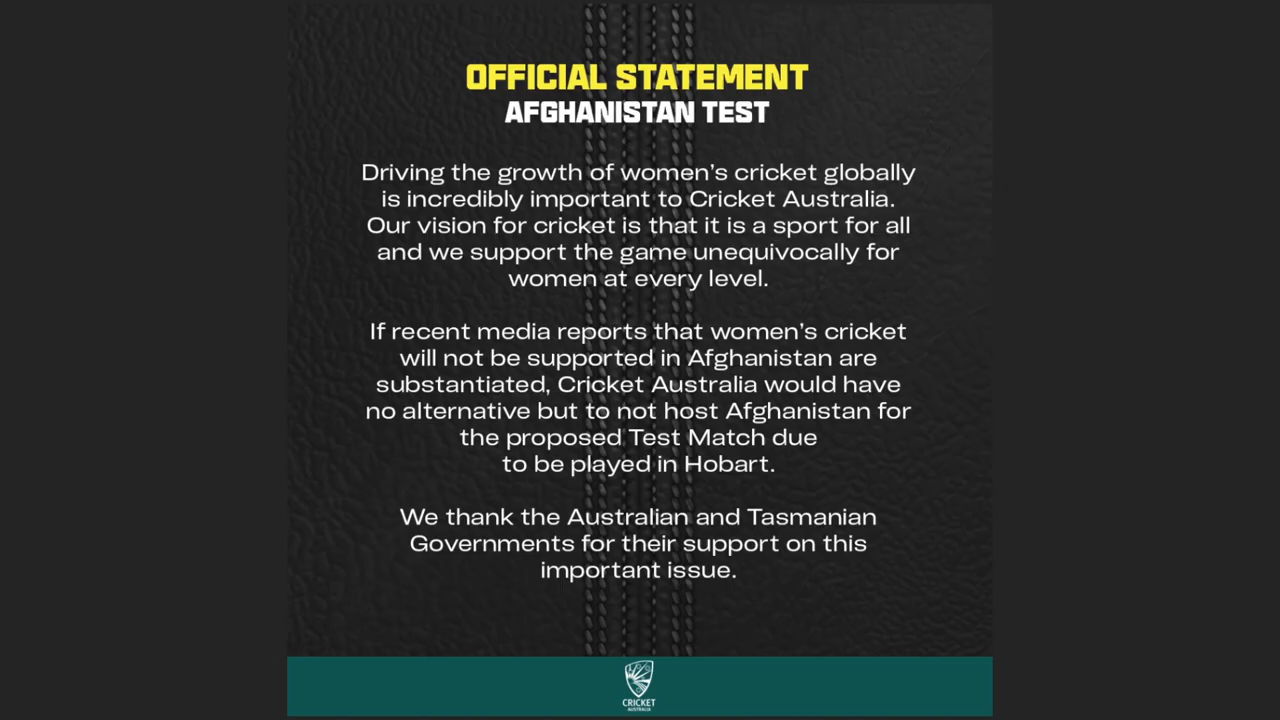 OFFICIAL STATEMENT
AFGHANISTAN TEST
Driving the growth of women's cricket globally
is incredibly important to Cricket Australia.
Our vision for cricket is that it is a sport for all
and we support the game unequivocally for
women at every level.
If recent media reports that women's cricket
will not be supported in Afghanistan are
substantiated, Cricket Australia would have
no alternative but to not host Afghanistan for
the proposed Test Match due
to be played in Hobart.
We thank the Australian and Tasmanian
Governments for their support on this
important issue.
CRICKET
AUSTRALIA